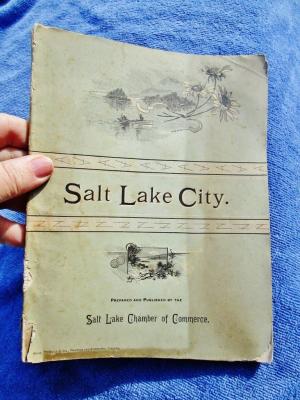 Salt Lake City.
PREPARED AND PUBLISHED BY THE
Salt Lake Chamber of Commerce.